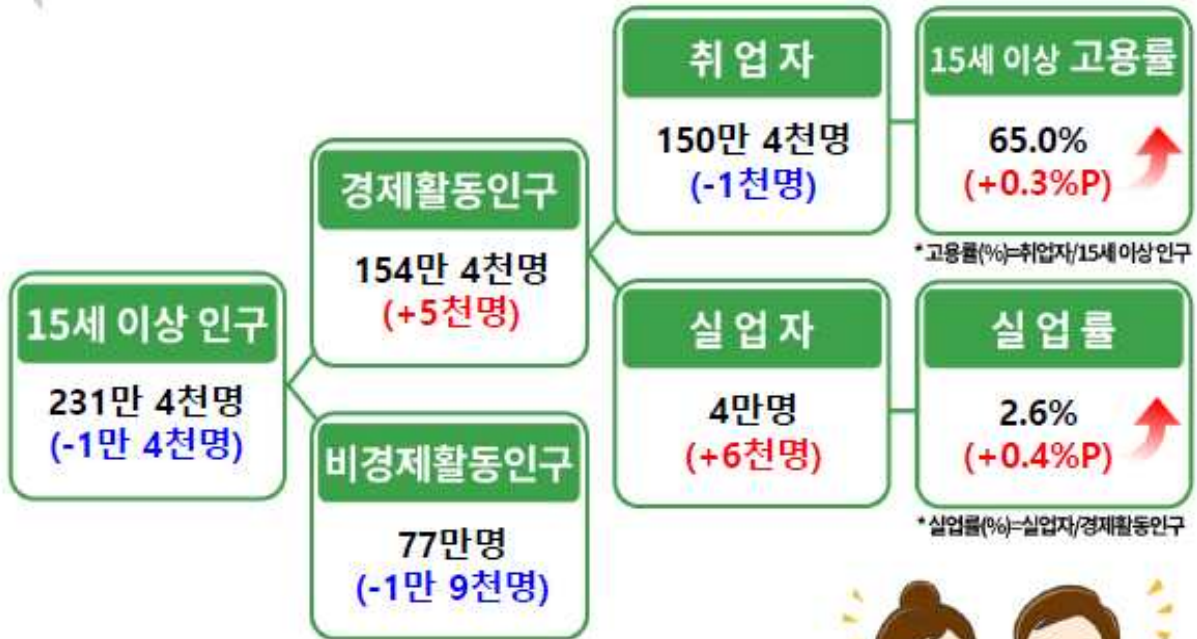 15세 이상 인구
231만 4천명
(-1만 4천명)
경제활동인구
154만 4천명
(+5천명)
비경제활동인구
77만명
(-1만 9천명)
취 업 자
150만 4천명
(-1천명)
15세 이상 고용률
65.0%
(+0.3%P)
*고용률(%)=취업자/15세 이상 인구
실 업 자
4만명
(+6천명)
실 업 률
2.6%
(+0.4%P)
*실업률(%)=실업자/경제활동인구